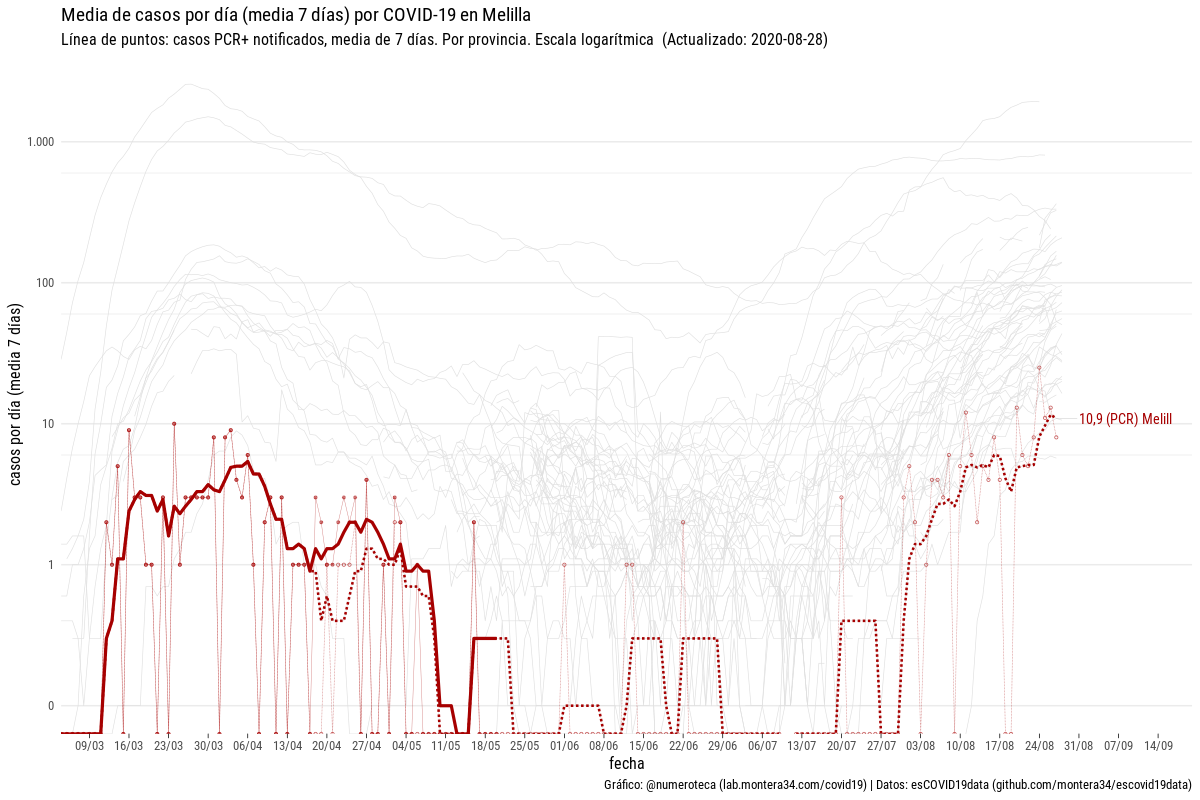 Media de casos por día (media 7 días) por COVID-19 en Melilla
Línea de puntos: casos PCR+ notificados, media de 7 días. Por provincia. Escala logarítmica (Actualizado: 2020-08-28)
casos por día (media 7 días)
1.000
100
10
1
0
10,9 (PCR) Melill
09/03 16/03 23/03 30/03 06/04 13/04 20/04 27/04 04/05 11/05 18/05 25/05 01/06 08/06 15/06 22/06 29/06 06/07 13/07 20/07 27/07 03/08 10/08 17/08 24/08 31/08 07/09 14/09
fecha
Gráfico: @numeroteca (lab.montera34.com/covid19) | Datos: esCOVID19data (github.com/montera34/escovid19data)